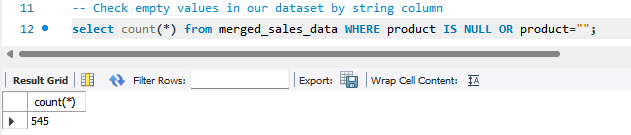 11 -- Check empty values in our dataset by string column
12 select count(*) from merged_sales_data WHERE product IS NULL OR product="";
Result Grid Filter Rows: Export: Wrap Cell Content: IA
count(*)
545